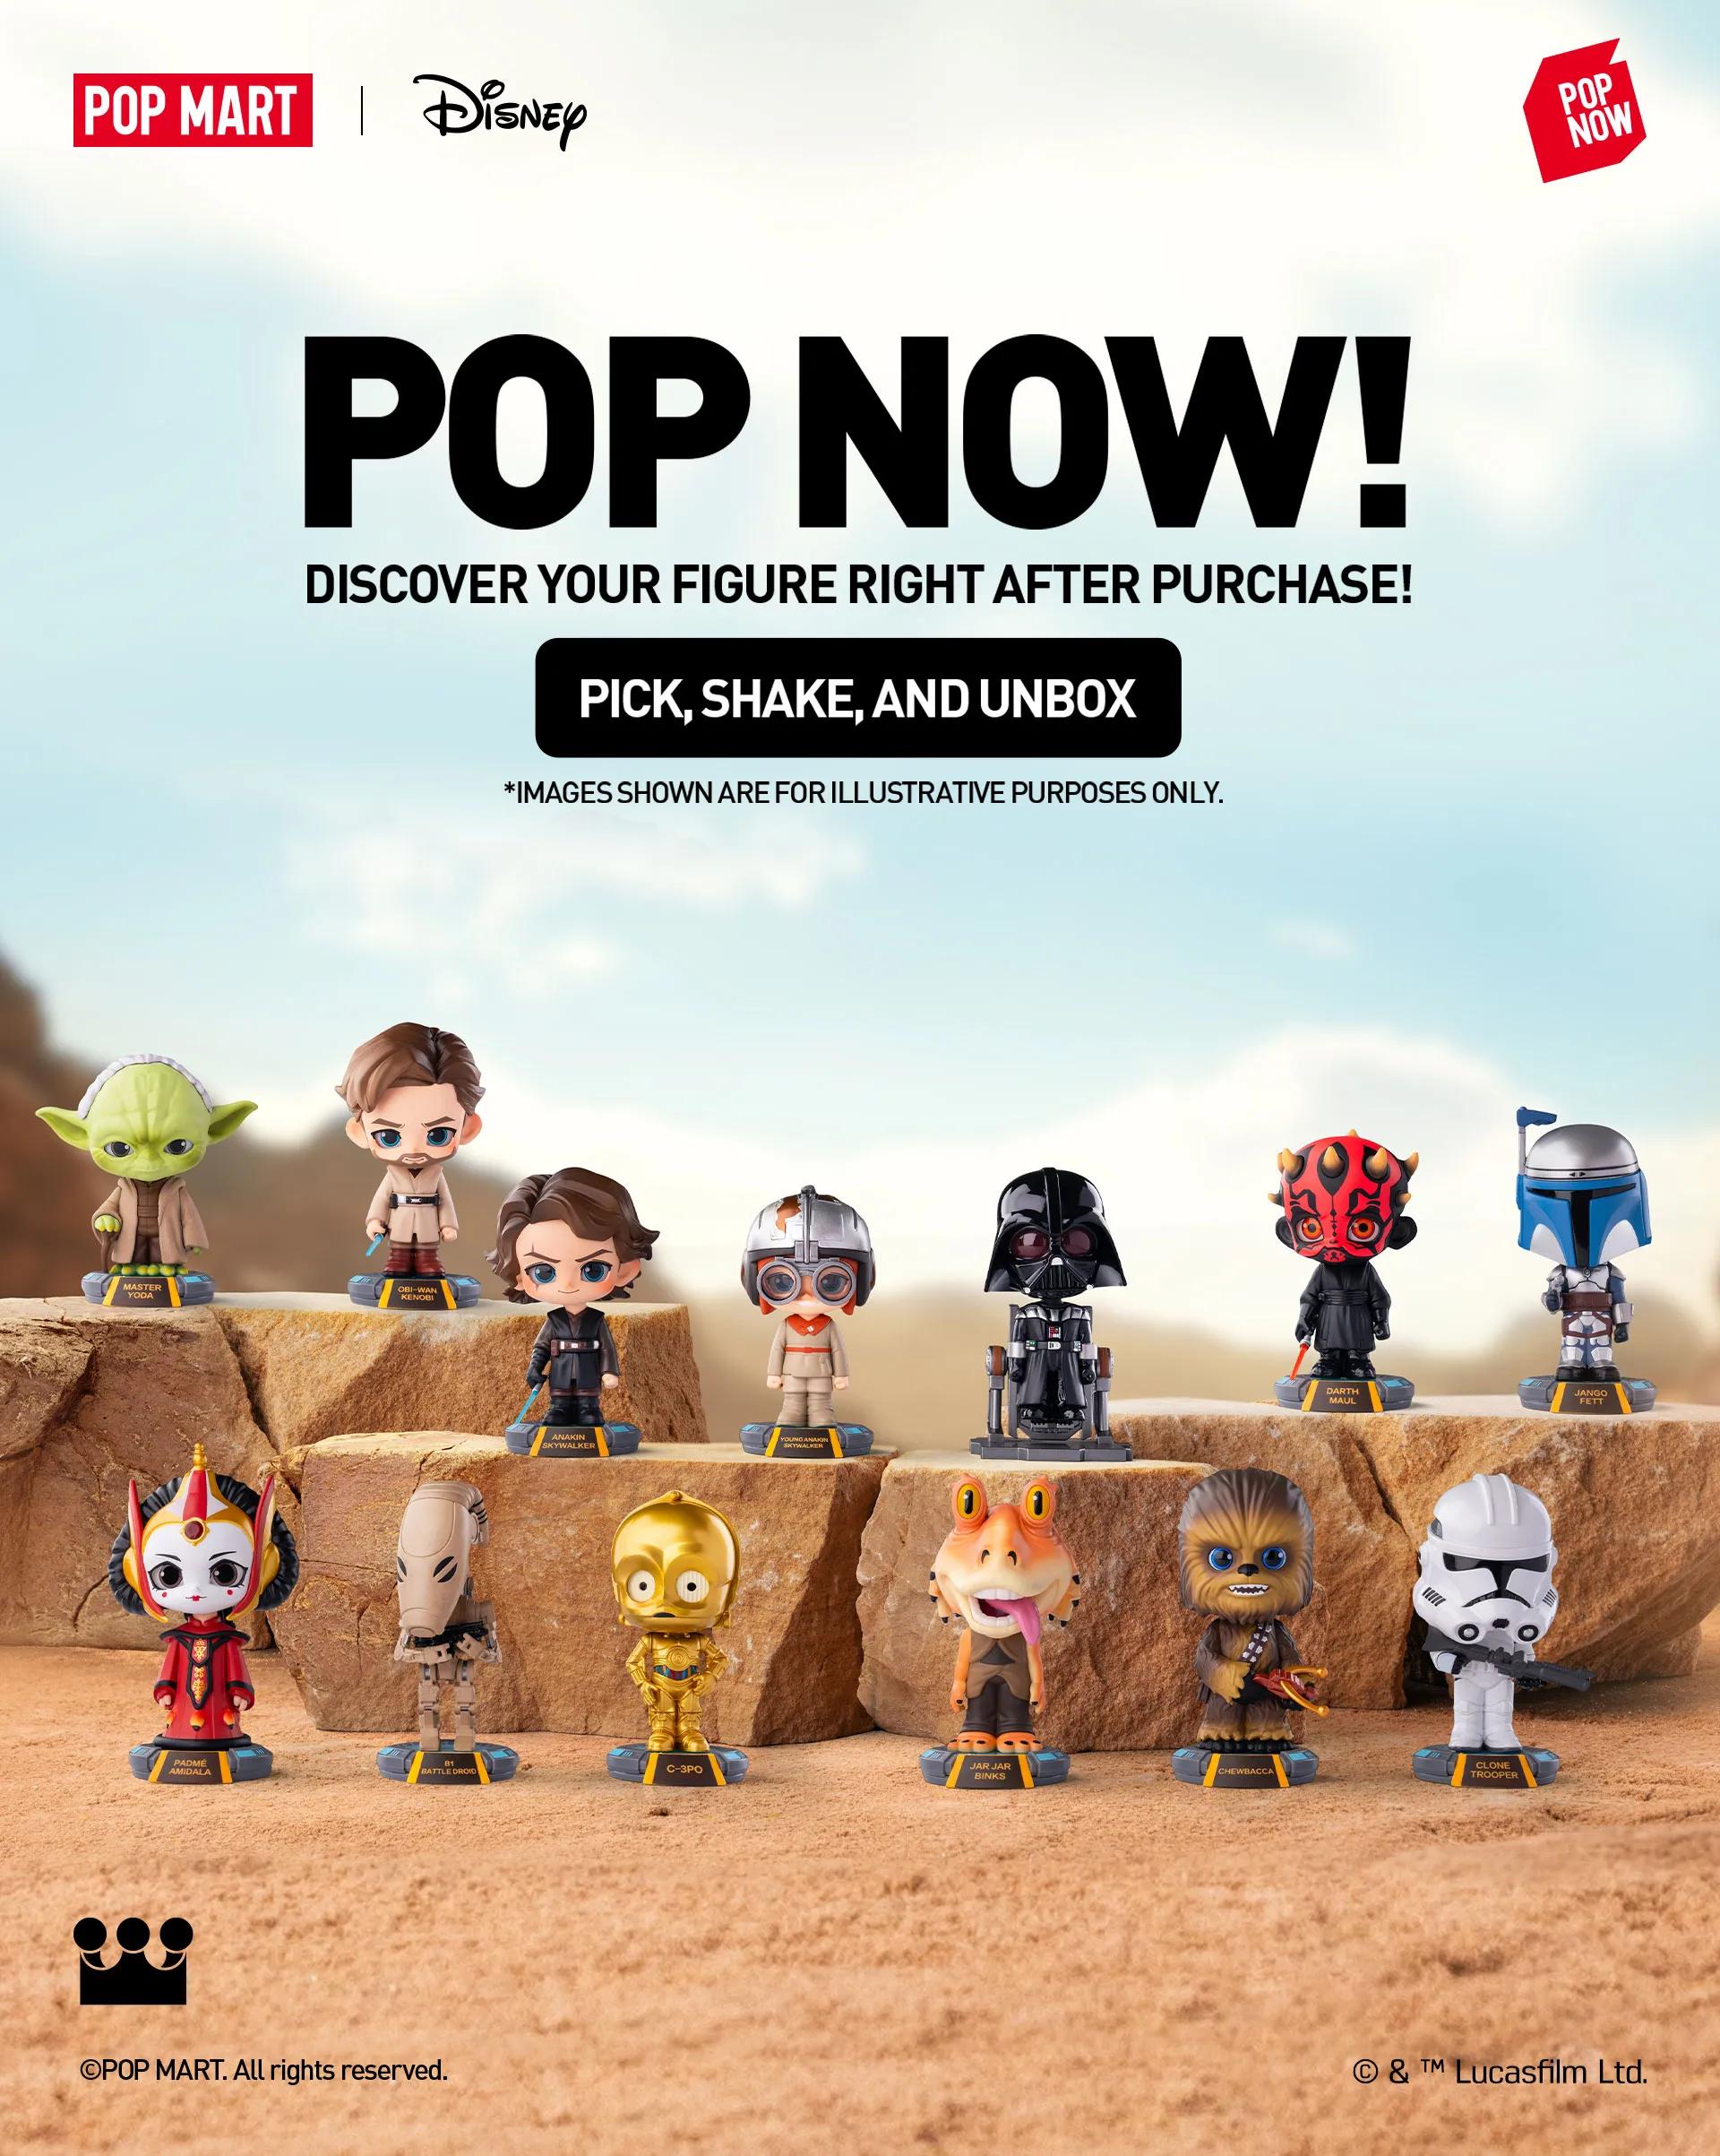 POP MART
Disney
POP
NOW
POP NOW!
DISCOVER YOUR FIGURE RIGHT AFTER PURCHASE!
PICK, SHAKE, AND UNBOX
*IMAGES SHOWN ARE FOR ILLUSTRATIVE PURPOSES ONLY.
MASTER
YODA
OBI-WAN
KENOBI
ANAKIN
SKYWALKER
YOUNG ANAKIN
SKYWALKER
DARTH
MAUL
JANGO
FETT
PADMÉ
AMIDALA
B1
BATTLE DROID
C-3PO
JAR JAR
BINKS
CHEWBACCA
CLONE
TROOPER
©POP MART. All rights reserved.
© & ™ Lucasfilm Ltd.